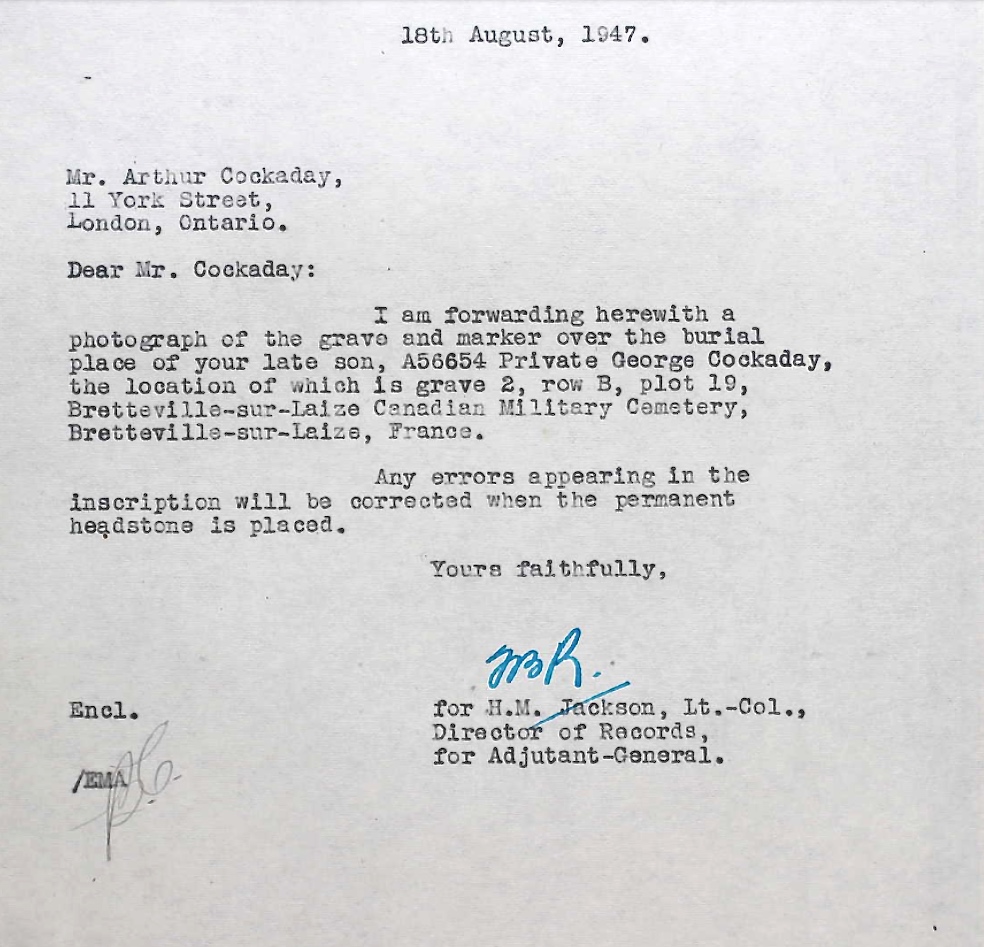 18th August, 1947.
Mr. Arthur Cockaday,
11 York Street,
London, Ontario.
Dear Mr. Cockaday:
I am forwarding herewith a
photograph of the grave and marker over the burial
place of your late son, A56654 Private George Cockaday,
the location of which is grave 2, row B, plot 19,
Bretteville-sur-Laize Canadian Military Cemetery,
Bretteville-sur-Laize, France.
Any errors appearing in the
inscription will be corrected when the permanent
headstone is placed.
Yours faithfully,
Encl.
for H.M. Jackson, Lt.-Col.,
Director of Records,
for Adjutant-General.
/EMA